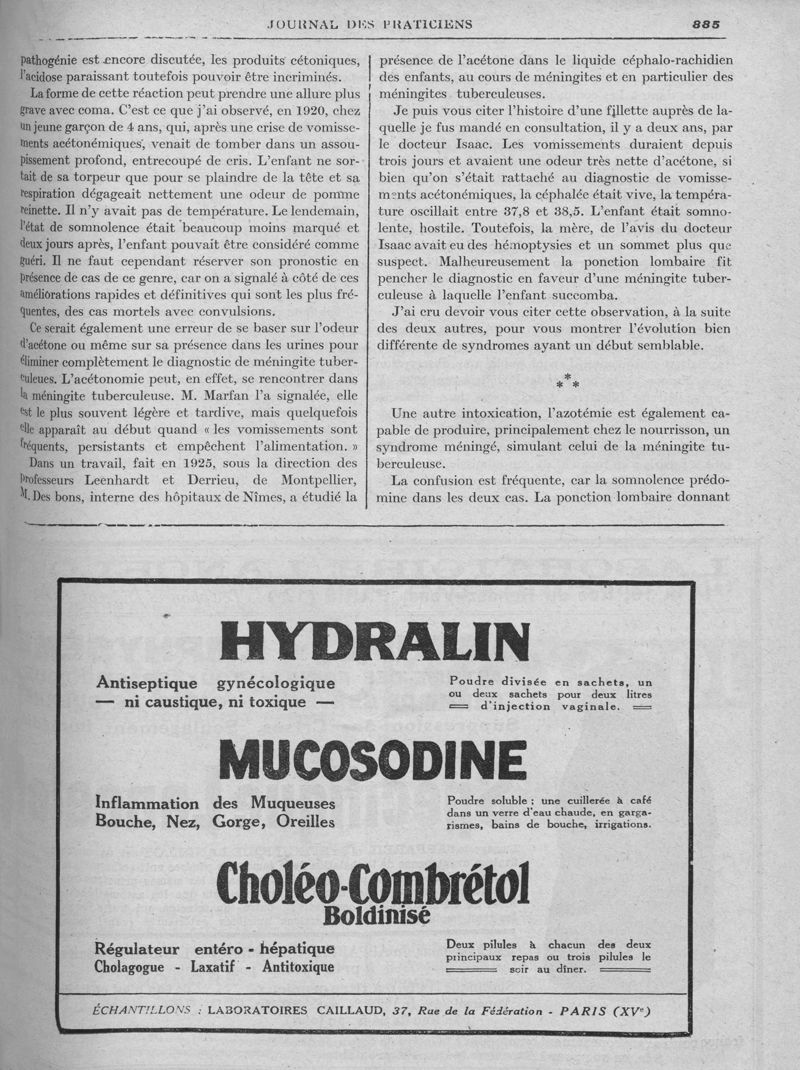 JOURNAL DES PRATICIENS 885
pathogénie est encore discutée, les produits cétoniques,
l'acidose paraissant toutefois pouvoir être incriminés.
La forme de cette réaction peut prendre une allure plus
grave avec coma. C'est ce que j'ai observé, en 1920, chez
un jeune garçon de 4 ans, qui, après une crise de vomisse-
ments acétonémiques, venait de tomber dans un assou-
pissement profond, entrecoupé de cris. L'enfant ne sor-
tait de sa torpeur que pour se plaindre de la tête et sa
respiration dégageait nettement une odeur de pomme
reinette. Il n'y avait pas de température. Le lendemain,
l'état de somnolence était beaucoup moins marqué et
deux jours après, l'enfant pouvait être considéré comme
guéri. Il ne faut cependant réserver son pronostic en
présence de cas de ce genre, car on a signalé à côté de ces
améliorations rapides et définitives qui sont les plus fré-
quentes, des cas mortels avec convulsions.
Ce serait également une erreur de se baser sur l'odeur
d'acétone ou même sur sa présence dans les urines pour
éliminer complètement le diagnostic de méningite tuber-
culeues. L'acétonomie peut, en effet, se rencontrer dans
la méningite tuberculeuse. M. Marfan l'a signalée, elle
est le plus souvent légère et tardive, mais quelquefois
elle apparaît au début quand « les vomissements sont
fréquents, persistants et empêchent l'alimentation. »
Dans un travail, fait en 1925, sous la direction des
professeurs Leenhardt et Derrieu, de Montpellier,
M. Des bons, interne des hôpitaux de Nîmes, a étudié la
présence de l'acétone dans le liquide céphalo-rachidien
des enfants, au cours de méningites et en particulier des
méningites tuberculeuses.
Je puis vous citer l'histoire d'une fillette auprès de la-
quelle je fus mandé en consultation, il y a deux ans, par
le docteur Isaac. Les vomissements duraient depuis
trois jours et avaient une odeur très nette d'acétone, si
bien qu'on s'était rattaché au diagnostic de vomisse-
ments acétonémiques, la céphalée était vive, la tempéra-
ture oscillait entre 37,8 et 38,5. L'enfant était somno-
lente, hostile. Toutefois, la mère, de l'avis du docteur
Isaac avait eu des hémoptysies et un sommet plus que
suspect. Malheureusement la ponction lombaire fit
pencher le diagnostic en faveur d'une méningite tuber-
culeuse à laquelle l'enfant succomba.
J'ai cru devoir vous citer cette observation, à la suite
des deux autres, pour vous montrer l'évolution bien
différente de syndromes ayant un début semblable.
*
* *
Une autre intoxication, l'azotémie est également ca-
pable de produire, principalement chez le nourrisson, un
syndrome méningé, simulant celui de la méningite tu-
berculeuse.
La confusion est fréquente, car la somnolence prédo-
mine dans les deux cas. La ponction lombaire donnant
HYDRALIN
Antiseptique gynécologique
— ni caustique, ni toxique —
Poudre divisée en sachets, un
ou deux sachets pour deux litres
d'injection vaginale.
MUCOSODINE
Inflammation des Muqueuses
Bouche, Nez, Gorge, Oreilles
Poudre soluble ; une cuillerée à café
dans un verre d'eau chaude, en garga-
rismes, bains de bouche, irrigations.
Choléo-Combrétol
Boldinisé
Régulateur entéro - hépatique
Cholagogue - Laxatif - Antitoxique
Deux pilules à chacun des deux
principaux repas ou trois pilules le
soir au dîner.
ÉCHANTILLONS : LABORATOIRES CAILLAUD, 37, Rue de la Fédération - PARIS (XVe)